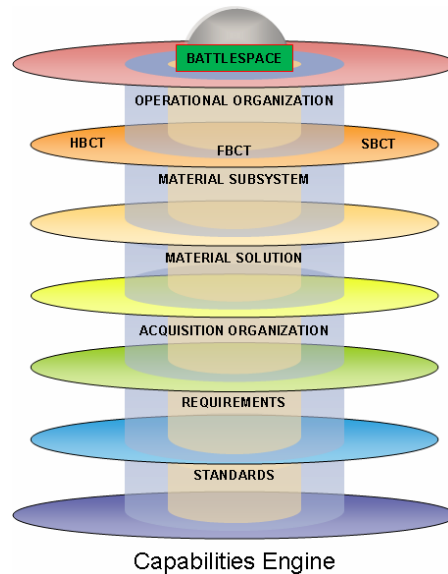 BATTLESPACE
OPERATIONAL ORGANIZATION
HBCT FBCT SBCT
MATERIAL SUBSYSTEM
MATERIAL SOLUTION
ACQUISITION ORGANIZATION
REQUIREMENTS
STANDARDS
Capabilities Engine